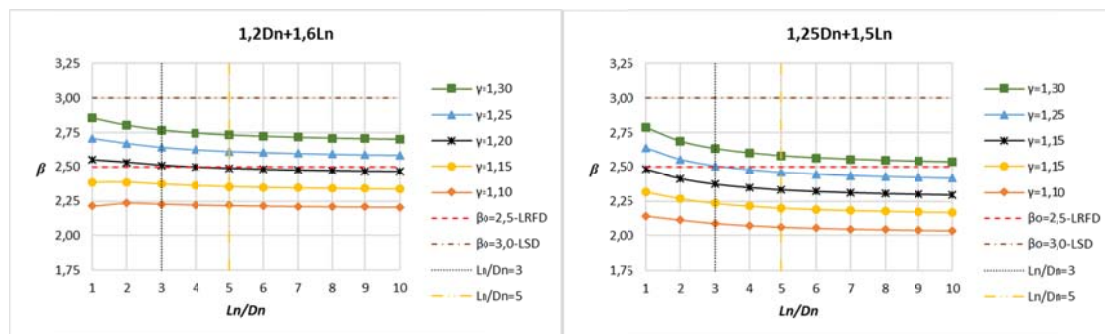 1,2Dn+1,6Ln
3,25
3,00
2,75
2,50
2,25
2,00
1,75
β
1 2 3 4 5 6 7 8 9 10
Ln/Dn
γ=1,30
γ=1,25
γ=1,20
γ=1,15
γ=1,10
β₀=2,5-LRFD
β₀=3,0-LSD
Ln/Dn=3
Ln/Dn=5
1,25Dn+1,5Ln
3,25
3,00
2,75
2,50
2,25
2,00
1,75
β
1 2 3 4 5 6 7 8 9 10
Ln/Dn
γ=1,30
γ=1,25
γ=1,15
γ=1,15
γ=1,10
β₀=2,5-LRFD
β₀=3,0-LSD
Ln/Dn=3
Ln/Dn=5